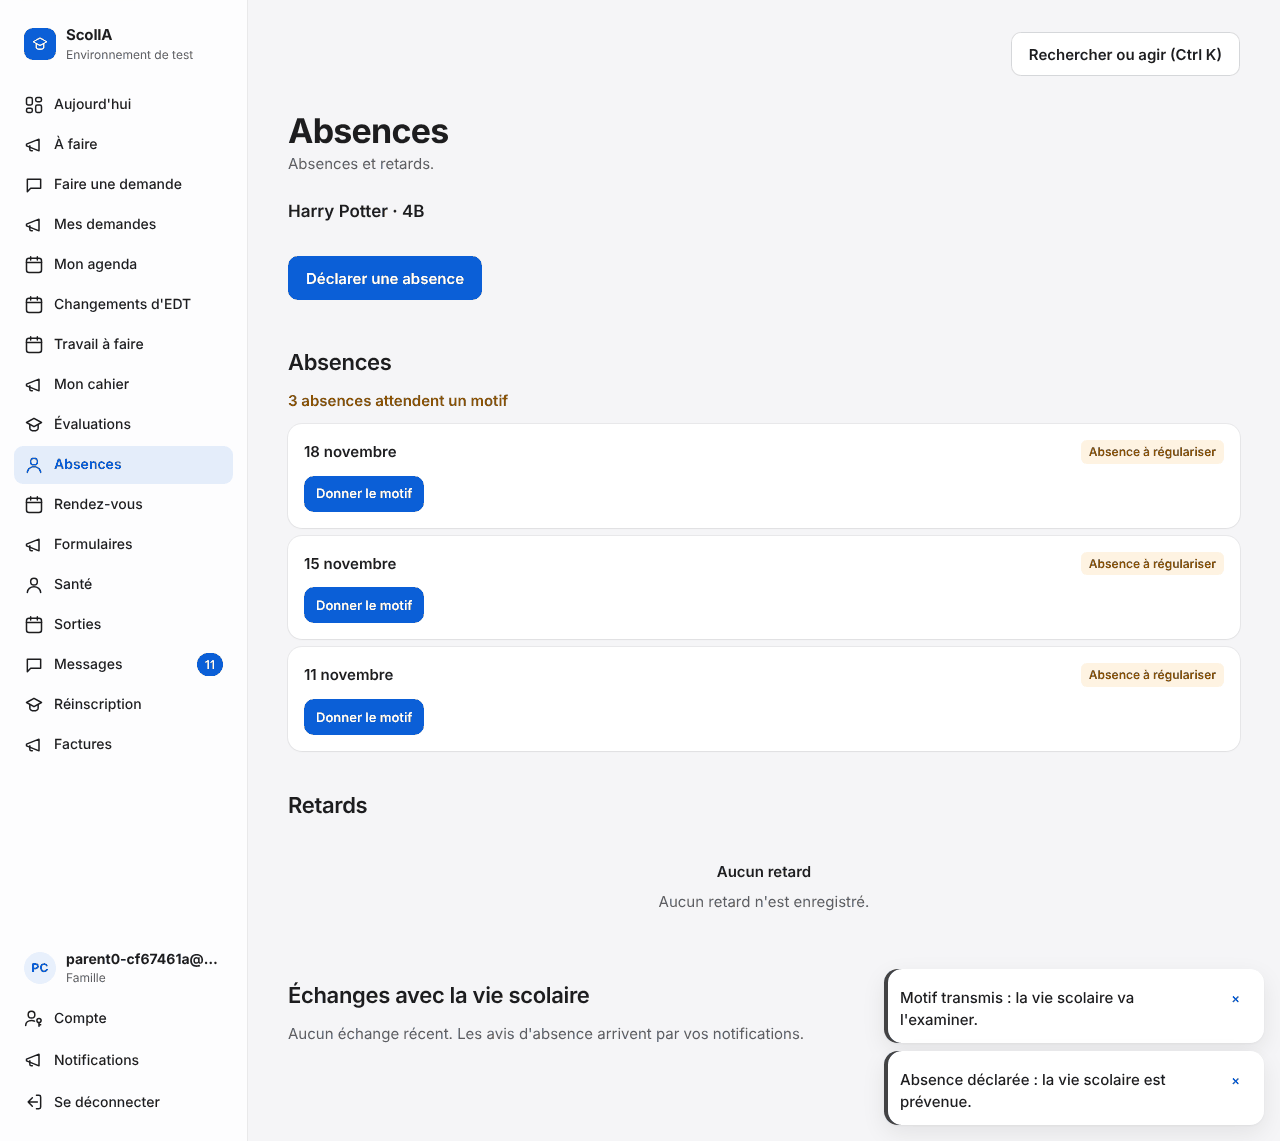 ScolIA
Environnement de test
Aujourd'hui
À faire
Faire une demande
Mes demandes
Mon agenda
Changements d'EDT
Travail à faire
Mon cahier
Évaluations
Absences
Rendez-vous
Formulaires
Santé
Sorties
Messages 11
Réinscription
Factures
PC
parent0-cf67461a@...
Famille
Compte
Notifications
Se déconnecter
Rechercher ou agir (Ctrl K)
Absences
Absences et retards.
Harry Potter · 4B
Déclarer une absence
Absences
3 absences attendent un motif
18 novembre Absence à régulariser
Donner le motif
15 novembre Absence à régulariser
Donner le motif
11 novembre Absence à régulariser
Donner le motif
Retards
Aucun retard
Aucun retard n'est enregistré.
Échanges avec la vie scolaire
Aucun échange récent. Les avis d'absence arrivent par vos notifications.
Motif transmis : la vie scolaire va ×
l'examiner.
Absence déclarée : la vie scolaire est ×
prévenue.